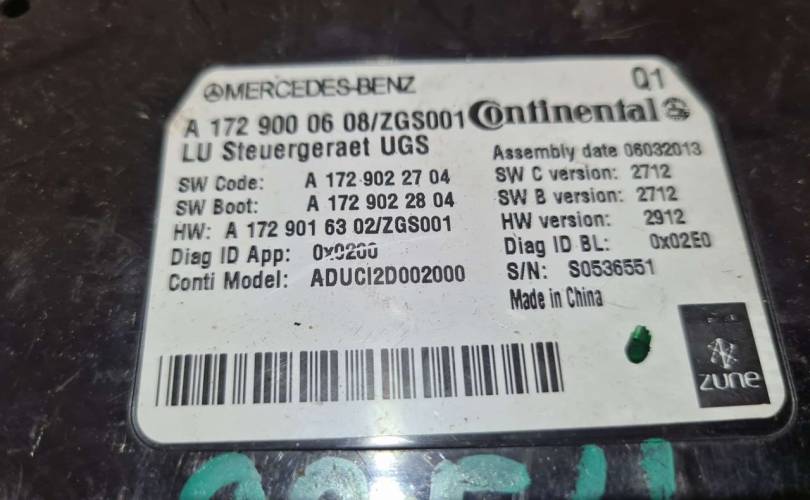 MERCEDES-BENZ
Q1
A 172 900 06 08/ZGS001
Continental
LU Steuergeraet UGS
Assembly date 06032013
SW Code: A 172 902 27 04
SW C version: 2712
SW Boot: A 172 902 28 04
SW B version: 2712
HW: A 172 901 63 02/ZGS001
HW version: 2912
Diag ID App: 0x0200
Diag ID BL: 0x02E0
Conti Model: ADUCI2D002000
S/N: S0536551
Made in China
zune